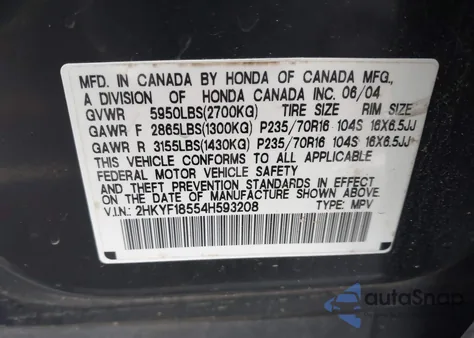 MFD. IN CANADA BY HONDA OF CANADA MFG.,
A DIVISION OF HONDA CANADA INC. 06/04
GVWR 5950LBS(2700KG) TIRE SIZE RIM SIZE
GAWR F 2865LBS(1300KG) P235/70R16 104S 16X6.5JJ
GAWR R 3155LBS(1430KG) P235/70R16 104S 16X6.5JJ
THIS VEHICLE CONFORMS TO ALL APPLICABLE
FEDERAL MOTOR VEHICLE SAFETY STANDARDS IN EFFECT
ON THE DATE OF MANUFACTURE SHOWN ABOVE.
V.I.N.: 2HKYF18554H593208 TYPE: MPV
autoSnap